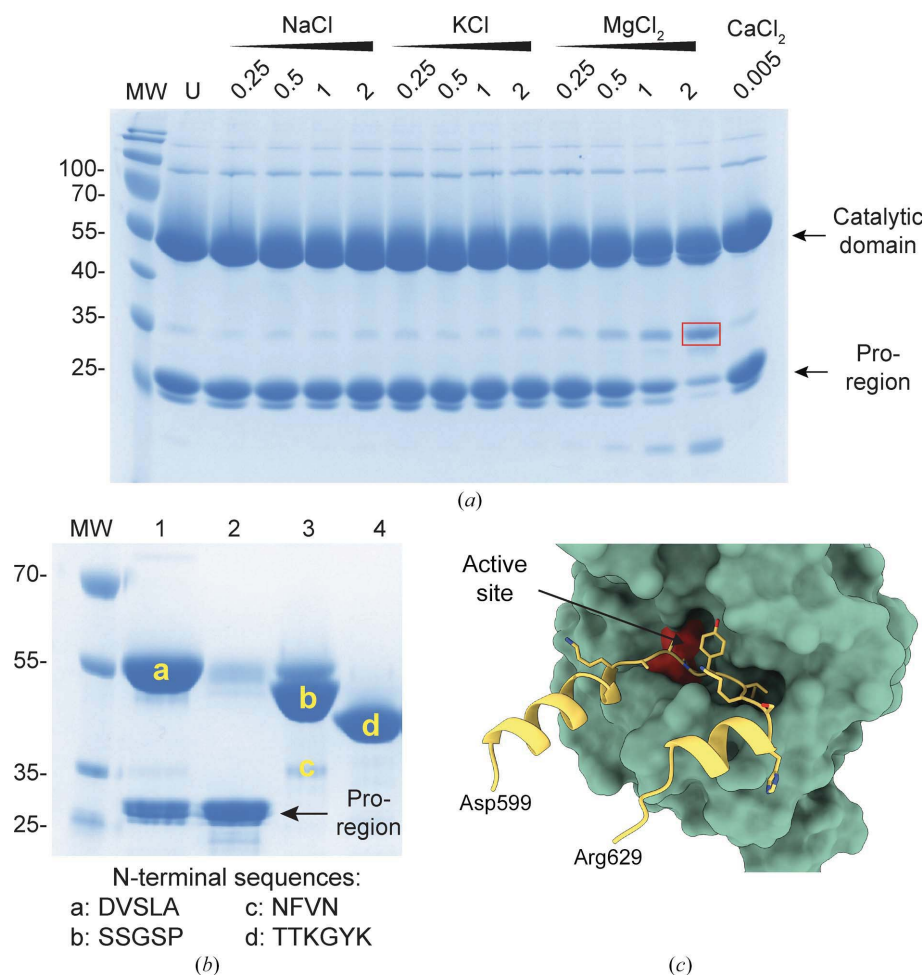 NaCl KCl MgCl2 CaCl2
MW U 0.25 0.5 1 2 0.25 0.5 1 2 0.25 0.5 1 2 0.005
100-
70-
55-
Catalytic
domain
40-
35-
25-
Pro-
region
(a)
MW 1 2 3 4
70-
55-
a
b
d
35-
c
25-
Pro-
region
N-terminal sequences:
a: DVSLA c: NFVN
b: SSGSP d: TTKGYK
(b)
Active
site
Asp599
Arg629
(c)